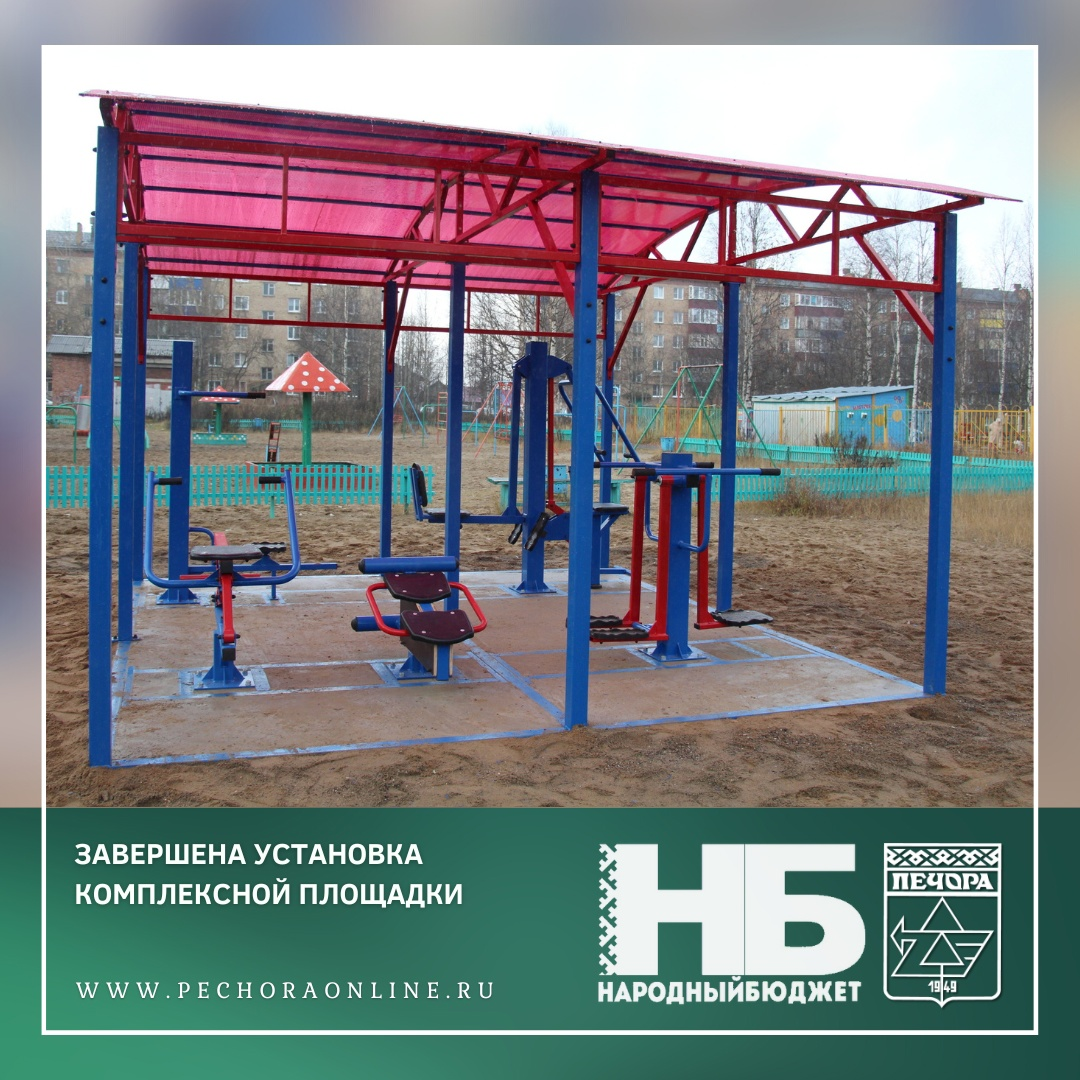 ЗАВЕРШЕНА УСТАНОВКА
КОМПЛЕКСНОЙ ПЛОЩАДКИ
WWW.PECHORAONLINE.RU
НБ
НАРОДНЫЙБЮДЖЕТ
ПЕЧОРА
1949